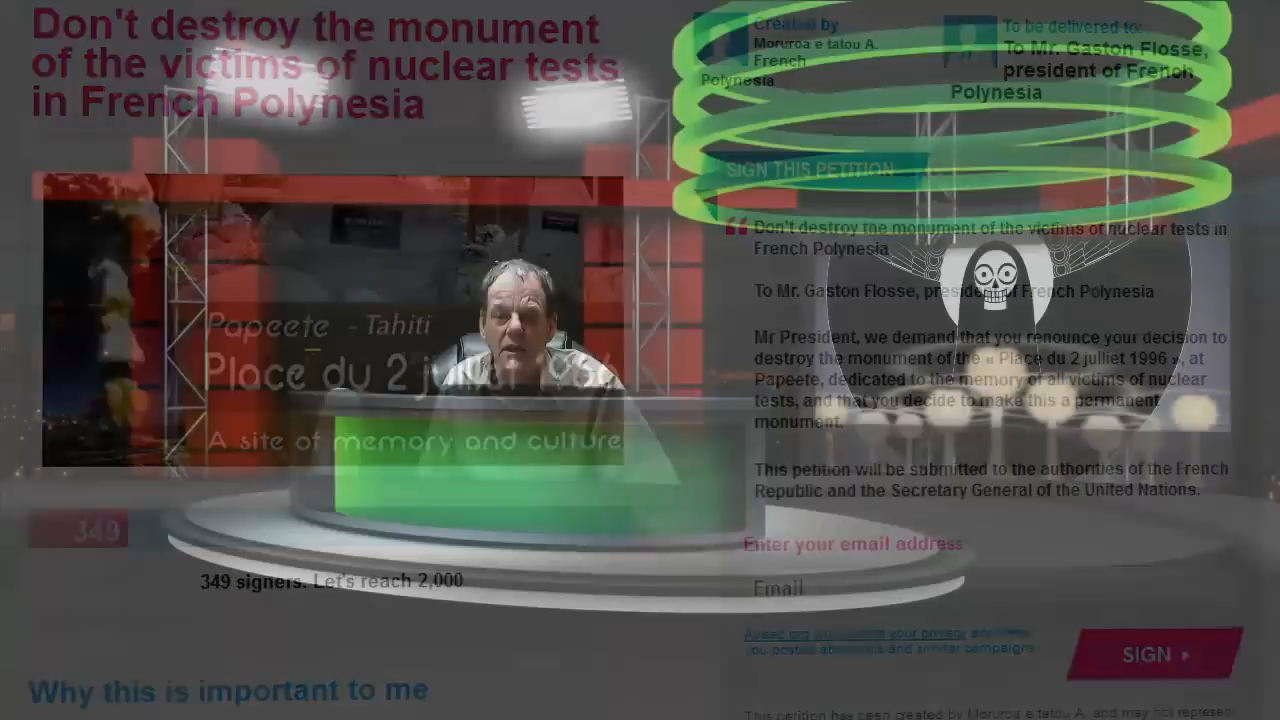 Don't destroy the monument
of the victims of nuclear tests
in French Polynesia
Created by
Moruroa e tatou A.
French
Polynesia
To be delivered to:
To Mr. Gaston Flosse,
president of French
Polynesia
SIGN THIS PETITION
Don't destroy the monument of the victims of nuclear tests in
French Polynesia
To Mr. Gaston Flosse, president of French Polynesia
Mr President, we demand that you renounce your decision to
destroy the monument of the « Place du 2 julliet 1996 », at
Papeete, dedicated to the memory of all victims of nuclear
tests, and that you decide to make this a permanent
monument.
This petition will be submitted to the authorities of the French
Republic and the Secretary General of the United Nations.
Papeete - Tahiti
Place du 2
A site of memory and culture
349
349 signers. Let's reach 2,000
Enter your email address
Email
your privacy and
and similar campaigns
SIGN
Why this is important to me
This petition has been created by Moruroa e tatou A. and may not represent